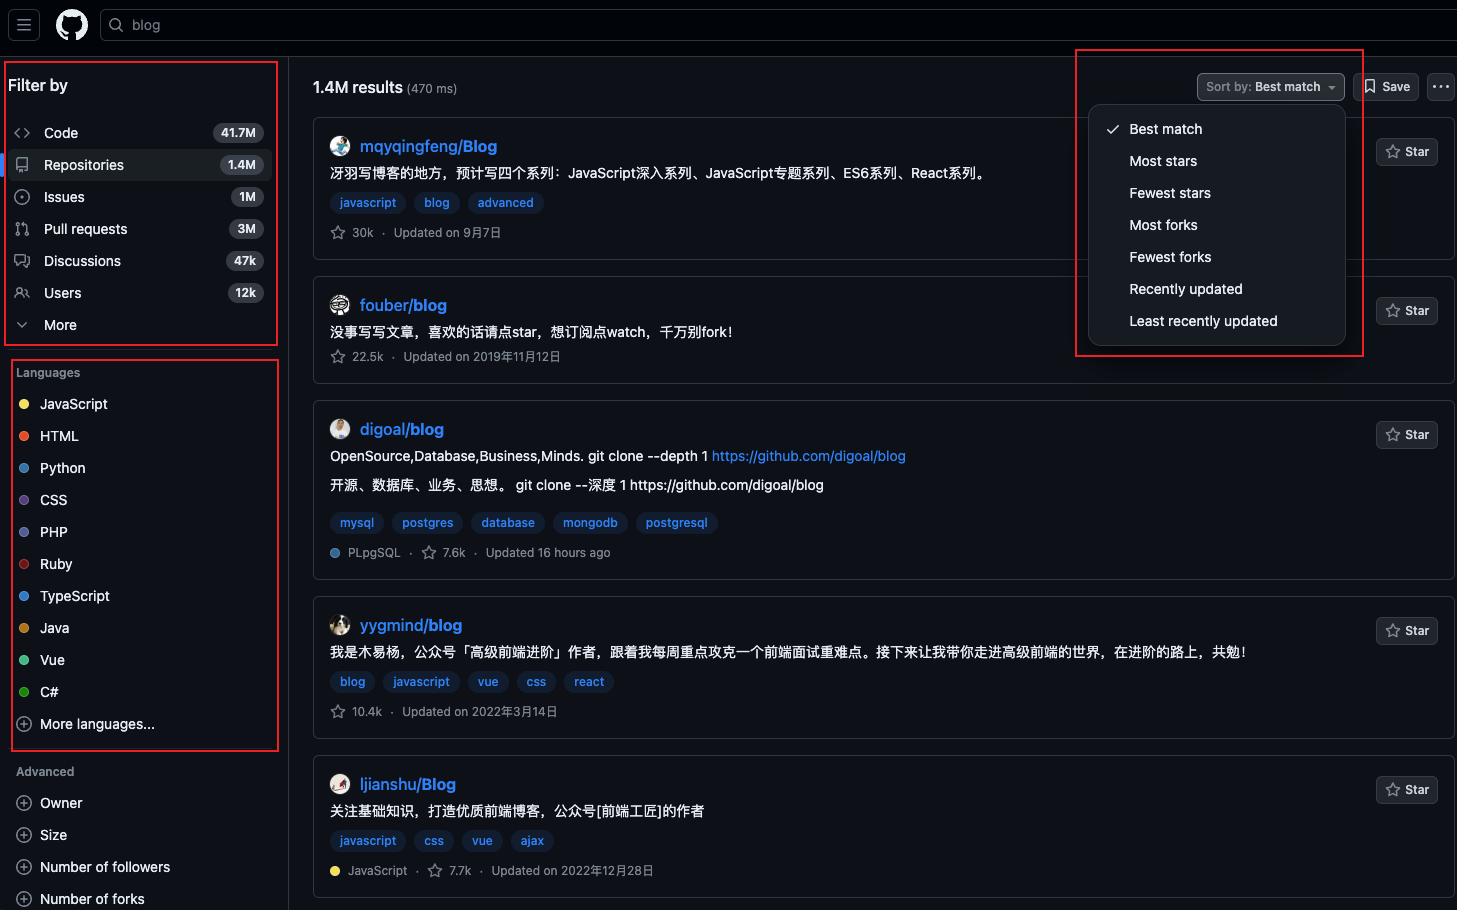 blog
Filter by
Code 41.7M
Repositories 1.4M
Issues 1M
Pull requests 3M
Discussions 47k
Users 12k
More
Languages
JavaScript
HTML
Python
CSS
PHP
Ruby
TypeScript
Java
Vue
C#
More languages...
Advanced
Owner
Size
Number of followers
Number of forks
1.4M results (470 ms)
Sort by: Best match
Save
Best match
Most stars
Fewest stars
Most forks
Fewest forks
Recently updated
Least recently updated
mqyqingfeng/Blog
Star
冴羽写博客的地方，预计写四个系列：JavaScript深入系列、JavaScript专题系列、ES6系列、React系列。
javascript blog advanced
30k · Updated on 9月7日
fouber/blog
Star
没事写写文章，喜欢的话请点star，想订阅点watch，千万别fork！
22.5k · Updated on 2019年11月12日
digoal/blog
Star
OpenSource,Database,Business,Minds. git clone --depth 1 https://github.com/digoal/blog
开源、数据库、业务、思想。 git clone --深度 1 https://github.com/digoal/blog
mysql postgres database mongodb postgresql
PLpgSQL · 7.6k · Updated 16 hours ago
yygmind/blog
Star
我是木易杨，公众号「高级前端进阶」作者，跟着我每周重点攻克一个前端面试重难点。接下来让我带你走进高级前端的世界，在进阶的路上，共勉！
blog javascript vue css react
10.4k · Updated on 2022年3月14日
ljianshu/Blog
Star
关注基础知识，打造优质前端博客，公众号[前端工匠]的作者
javascript css vue ajax
JavaScript · 7.7k · Updated on 2022年12月28日